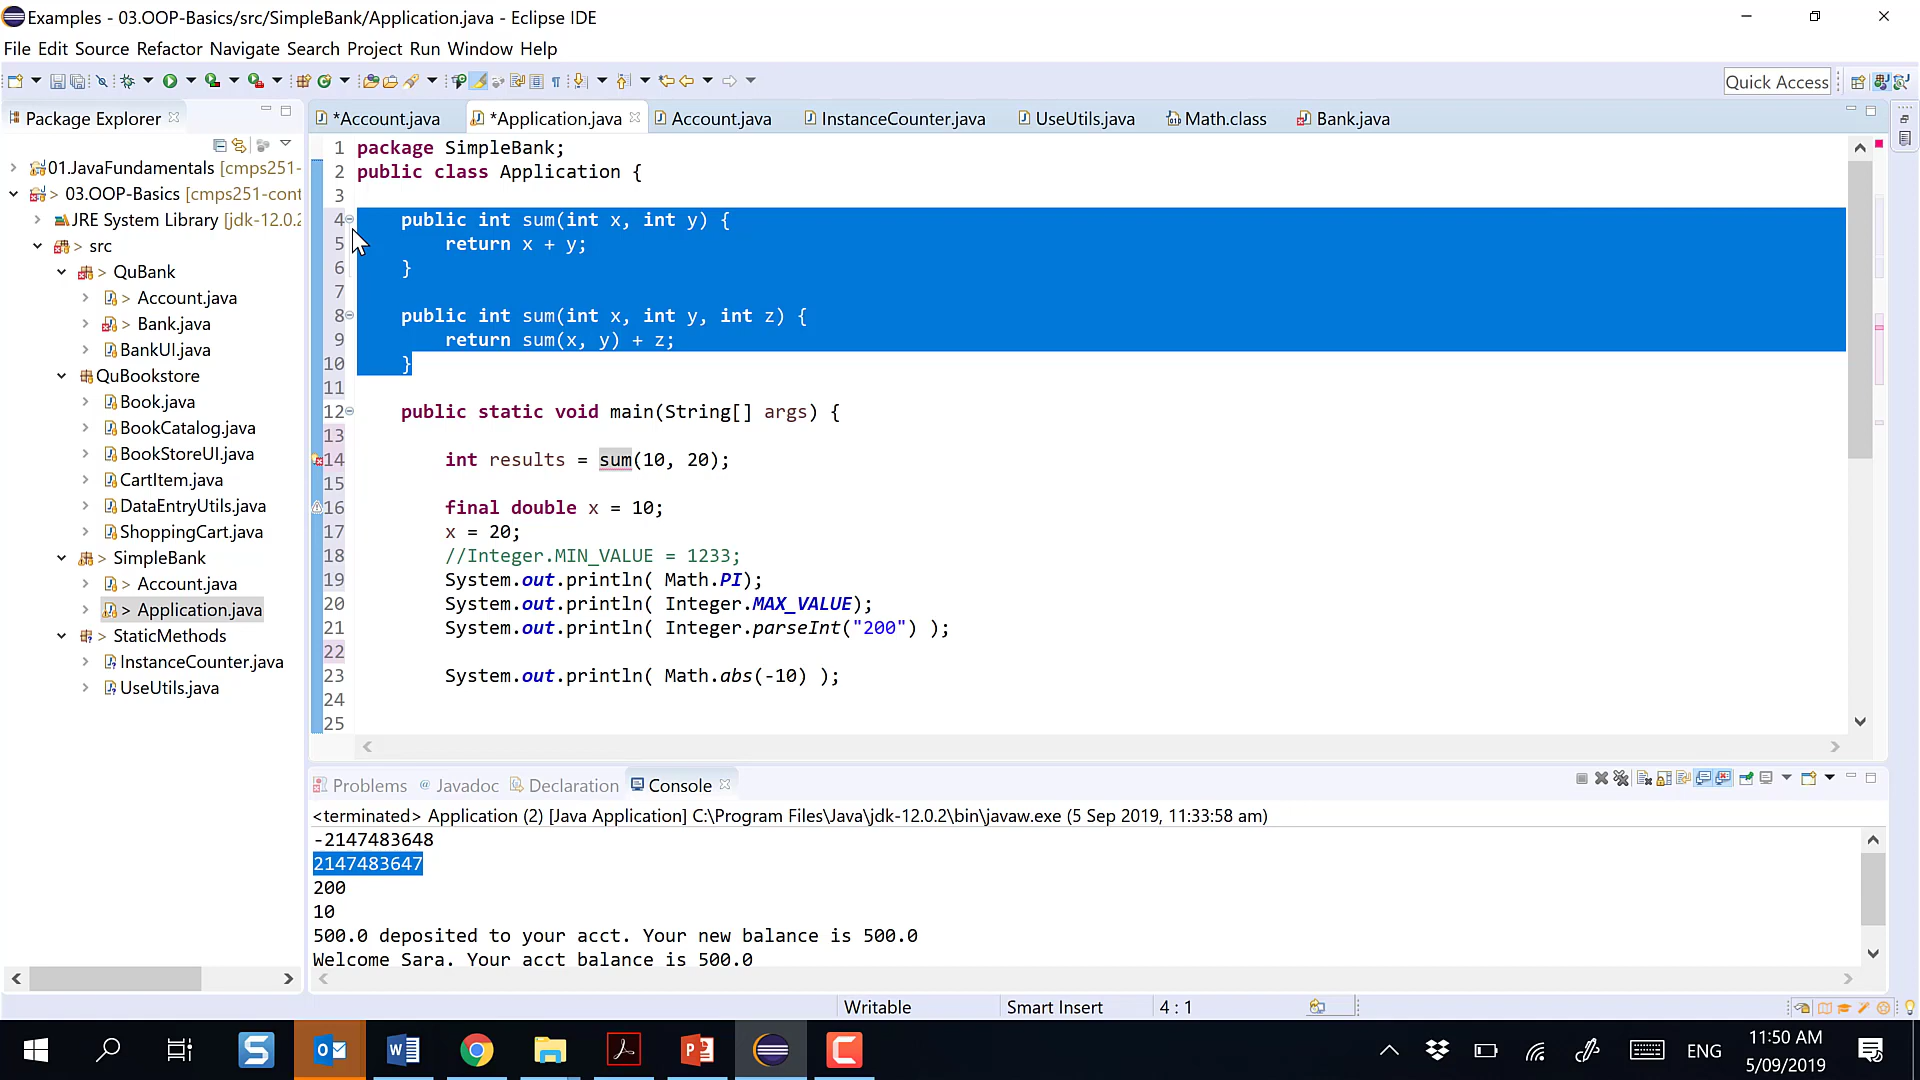 Examples - 03.OOP-Basics/src/SimpleBank/Application.java - Eclipse IDE
File Edit Source Refactor Navigate Search Project Run Window Help
Quick Access
Package Explorer
*Account.java
*Application.java
Account.java
InstanceCounter.java
UseUtils.java
Math.class
Bank.java
> 01.JavaFundamentals [cmps251-
> 03.OOP-Basics [cmps251-cont
JRE System Library [jdk-12.0.2
> src
> QuBank
> Account.java
> Bank.java
BankUI.java
QuBookstore
Book.java
BookCatalog.java
BookStoreUI.java
CartItem.java
DataEntryUtils.java
ShoppingCart.java
> SimpleBank
> Account.java
> Application.java
> StaticMethods
InstanceCounter.java
UseUtils.java
1 package SimpleBank;
2 public class Application {
3
4 public int sum(int x, int y) {
5 return x + y;
6 }
7
8 public int sum(int x, int y, int z) {
9 return sum(x, y) + z;
10 }
11
12 public static void main(String[] args) {
13
14 int results = sum(10, 20);
15
16 final double x = 10;
17 x = 20;
18 //Integer.MIN_VALUE = 1233;
19 System.out.println( Math.PI);
20 System.out.println( Integer.MAX_VALUE);
21 System.out.println( Integer.parseInt("200") );
22
23 System.out.println( Math.abs(-10) );
24
25
Problems @ Javadoc Declaration Console
<terminated> Application (2) [Java Application] C:\Program Files\Java\jdk-12.0.2\bin\javaw.exe (5 Sep 2019, 11:33:58 am)
-2147483648
2147483647
200
10
500.0 deposited to your acct. Your new balance is 500.0
Welcome Sara. Your acct balance is 500.0
Writable
Smart Insert
4 : 1
ENG
11:50 AM
5/09/2019